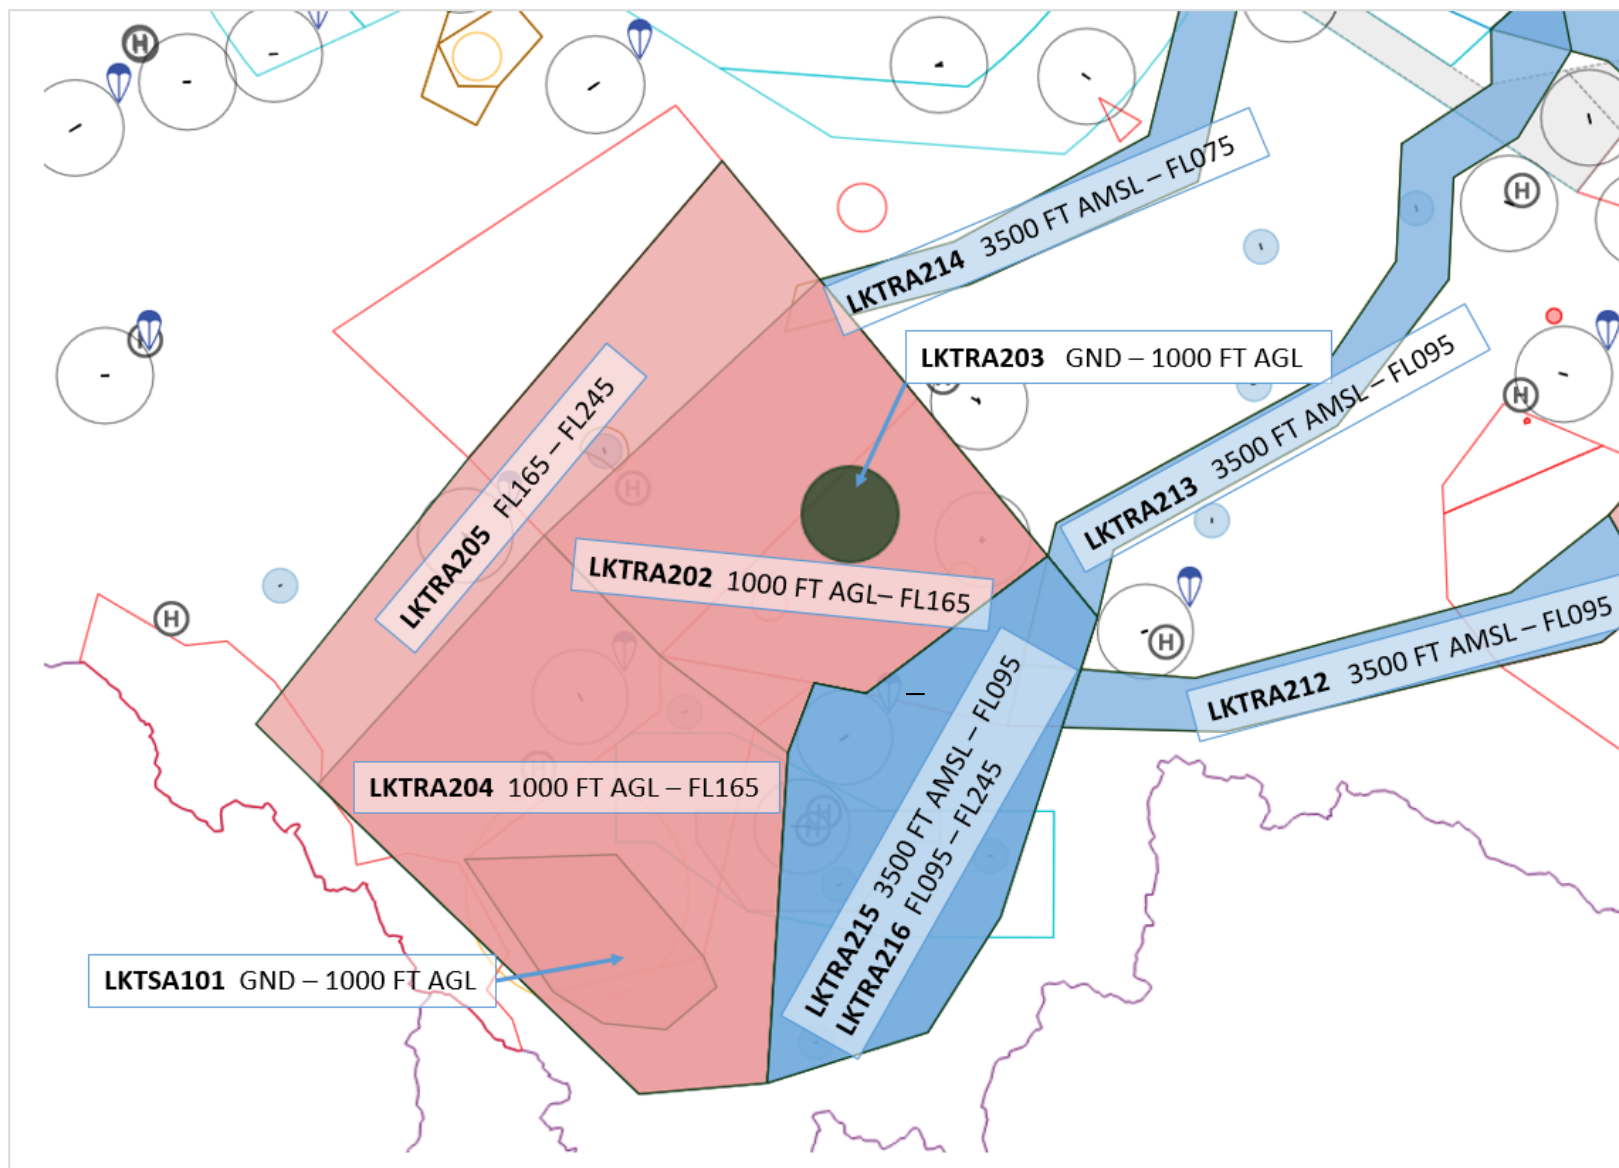 LKTRA214 3500 FT AMSL – FL075
LKTRA203 GND – 1000 FT AGL
LKTRA213 3500 FT AMSL – FL095
LKTRA205 FL165 – FL245
LKTRA202 1000 FT AGL– FL165
LKTRA212 3500 FT AMSL – FL095
LKTRA204 1000 FT AGL – FL165
LKTRA215 3500 FT AMSL – FL095
LKTRA216 FL095 – FL245
LKTSA101 GND – 1000 FT AGL
H
H
H
H
H
H
H
H
H
H
H